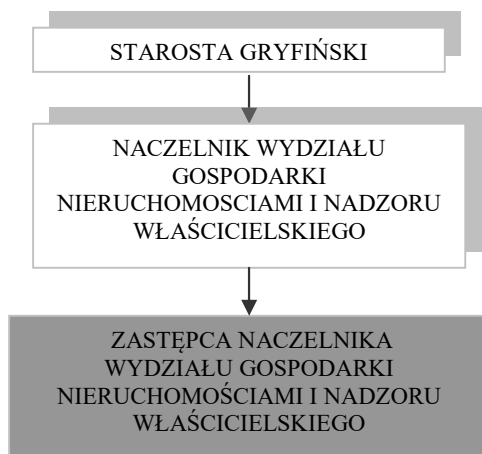 STAROSTA GRYFIŃSKI
NACZELNIK WYDZIAŁU
GOSPODARKI
NIERUCHOMOSCIAMI I NADZORU
WŁAŚCICIELSKIEGO
ZASTĘPCA NACZELNIKA
WYDZIAŁU GOSPODARKI
NIERUCHOMOŚCIAMI I NADZORU
WŁAŚCICIELSKIEGO